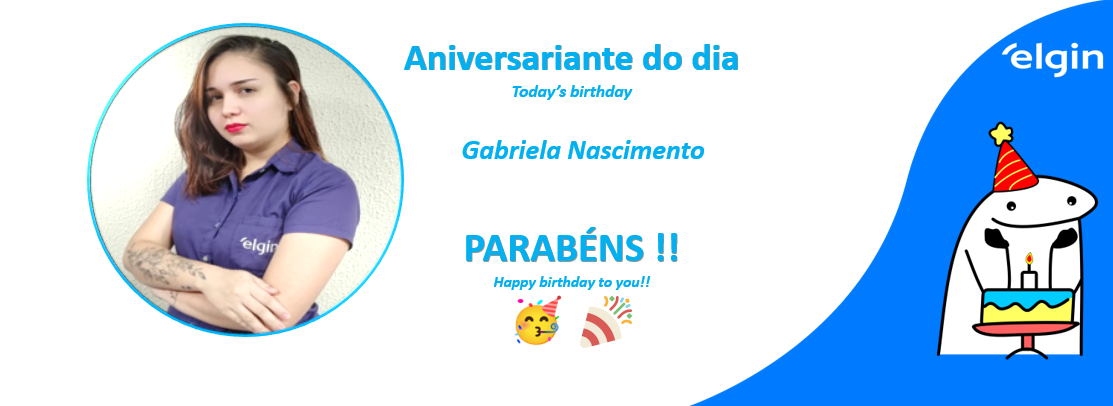 Aniversariante do dia
Today's birthday
Gabriela Nascimento
PARABÉNS !!
Happy birthday to you!!
elgin
elgin